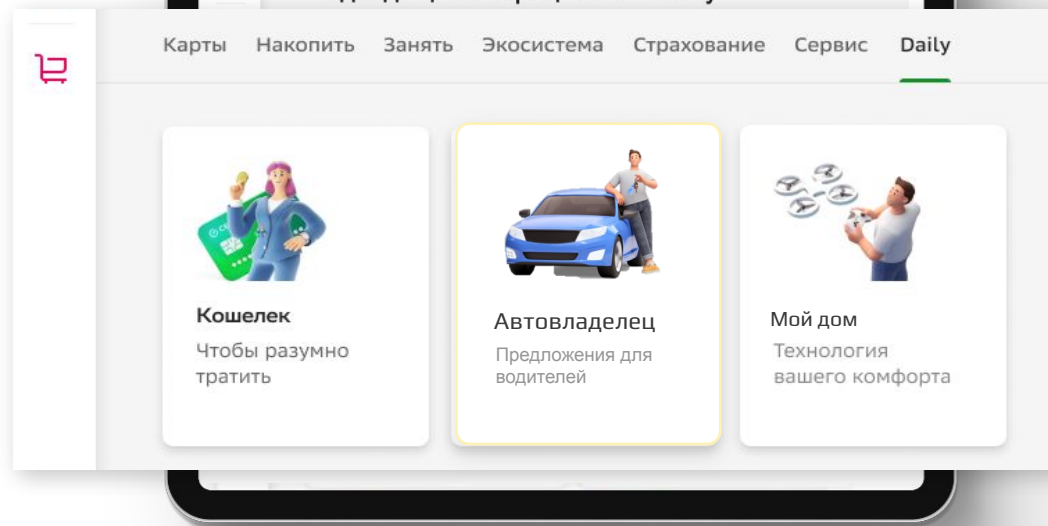 Карты Накопить Занять Экосистема Страхование Сервис Daily
Кошелек
Чтобы разумно
тратить
Автовладелец
Предложения для
водителей
Мой дом
Технология
вашего комфорта